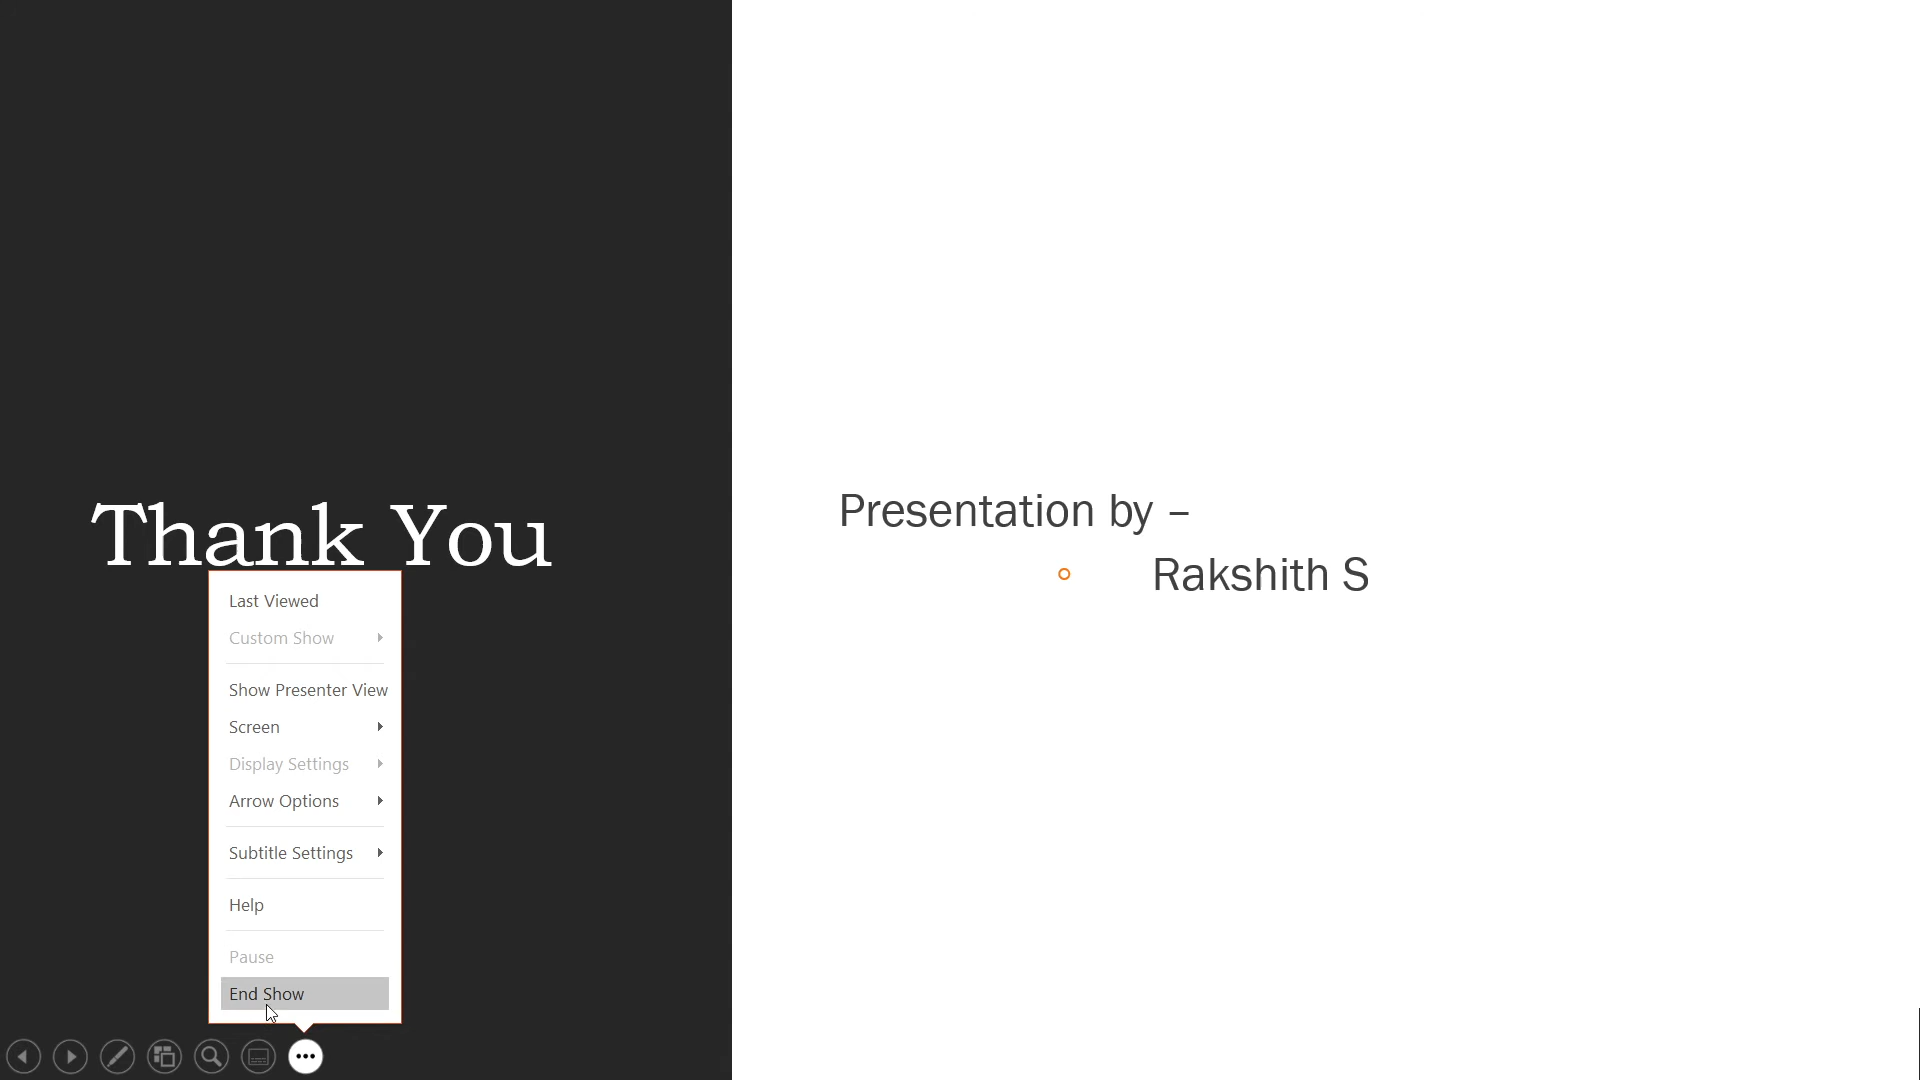 Thank You
Presentation by –
Rakshith S
Last Viewed
Custom Show
Show Presenter View
Screen
Display Settings
Arrow Options
Subtitle Settings
Help
Pause
End Show